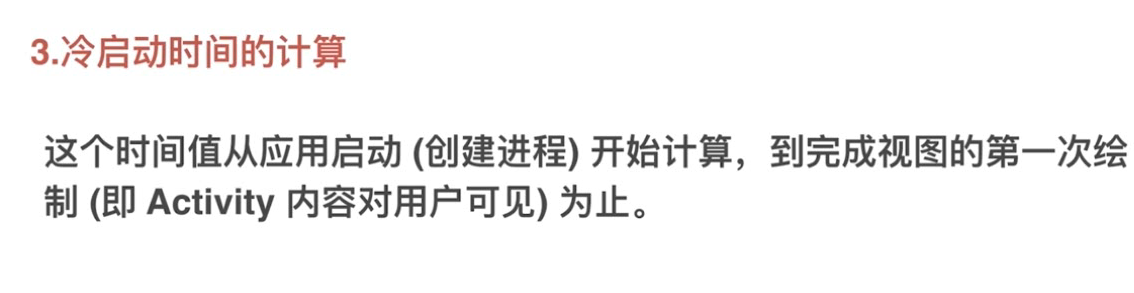 3.冷启动时间的计算
这个时间值从应用启动 (创建进程) 开始计算，到完成视图的第一次绘
制 (即 Activity 内容对用户可见) 为止。